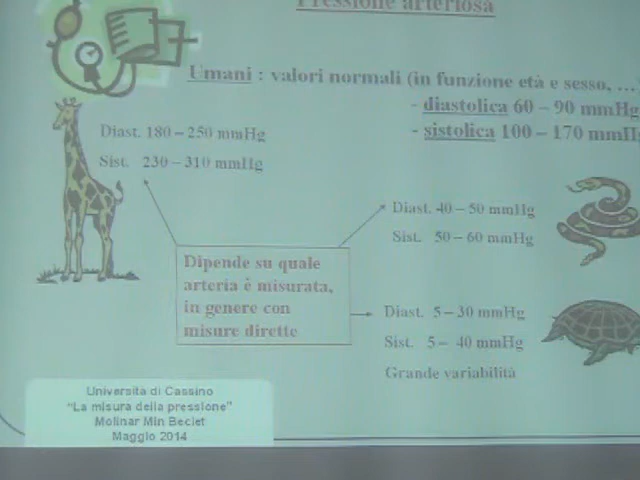 Pressione arteriosa
Umani : valori normali (in funzione età e sesso, …
- diastolica 60 – 90 mmHg
- sistolica 100 – 170 mmH
Diast. 180 – 250 mmHg
Sist. 230 – 310 mmHg
Diast. 40 – 50 mmHg
Sist. 50 – 60 mmHg
Dipende su quale
arteria è misurata,
in genere con
misure dirette
Diast. 5 – 30 mmHg
Sist. 5 – 40 mmHg
Grande variabilità
Università di Cassino
"La misura della pressione"
Molinar Min Beciet
Maggio 2014